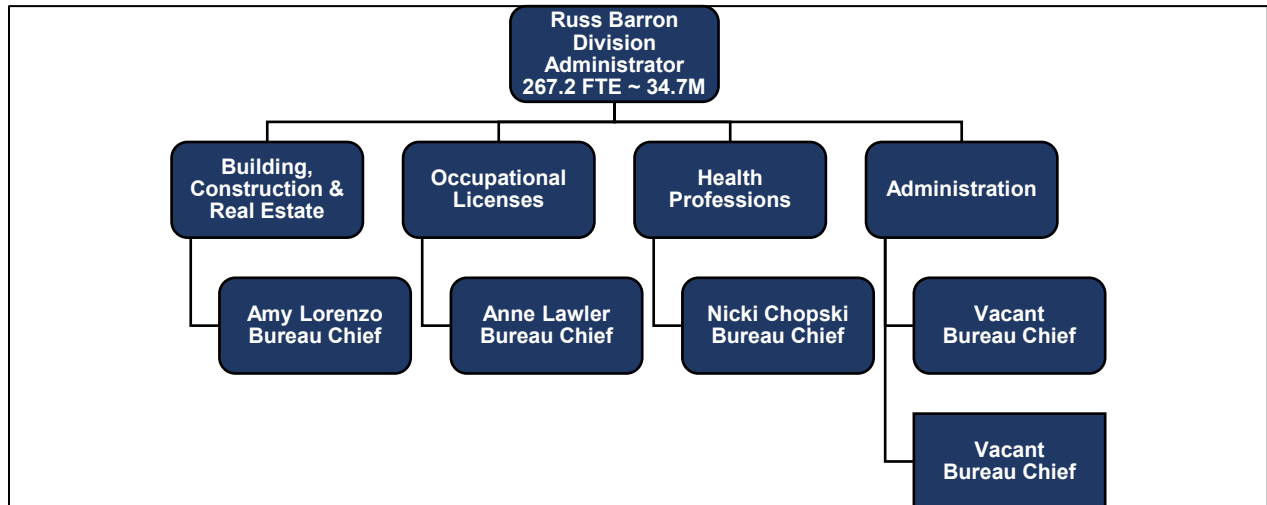 Russ Barron
Division
Administrator
267.2 FTE ~ 34.7M
Building,
Construction &
Real Estate
Occupational
Licenses
Health
Professions
Administration
Amy Lorenzo
Bureau Chief
Anne Lawler
Bureau Chief
Nicki Chopski
Bureau Chief
Vacant
Bureau Chief
Vacant
Bureau Chief